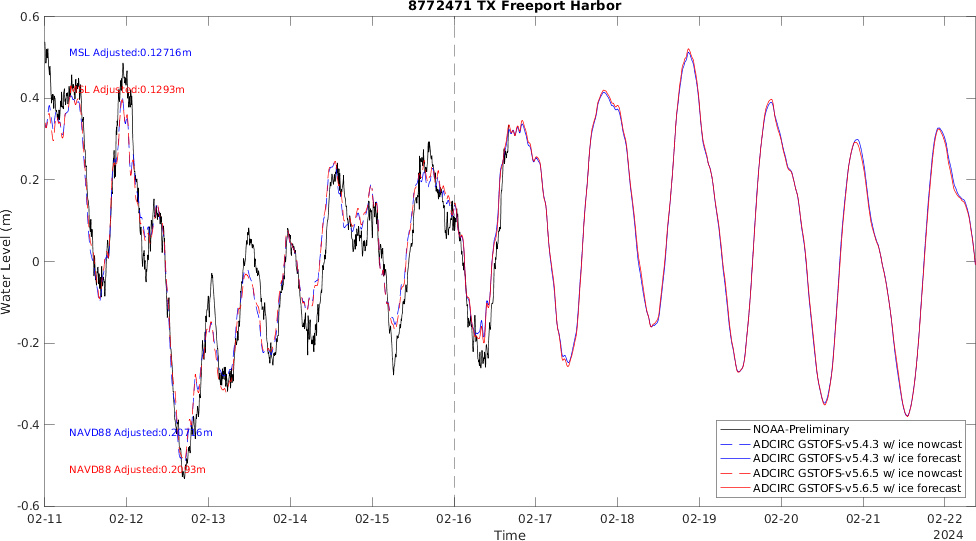 8772471 TX Freeport Harbor
0.6
MSL Adjusted:0.12716m
MSL Adjusted:0.1293m
0.4
0.2
Water Level (m)
0
-0.2
-0.4
NAVD88 Adjusted:0.20716m
NAVD88 Adjusted:0.2093m
-0.6
NOAA-Preliminary
ADCIRC GSTOFS-v5.4.3 w/ ice nowcast
ADCIRC GSTOFS-v5.4.3 w/ ice forecast
ADCIRC GSTOFS-v5.6.5 w/ ice nowcast
ADCIRC GSTOFS-v5.6.5 w/ ice forecast
02-11 02-12 02-13 02-14 02-15 02-16 02-17 02-18 02-19 02-20 02-21 02-22
Time
2024